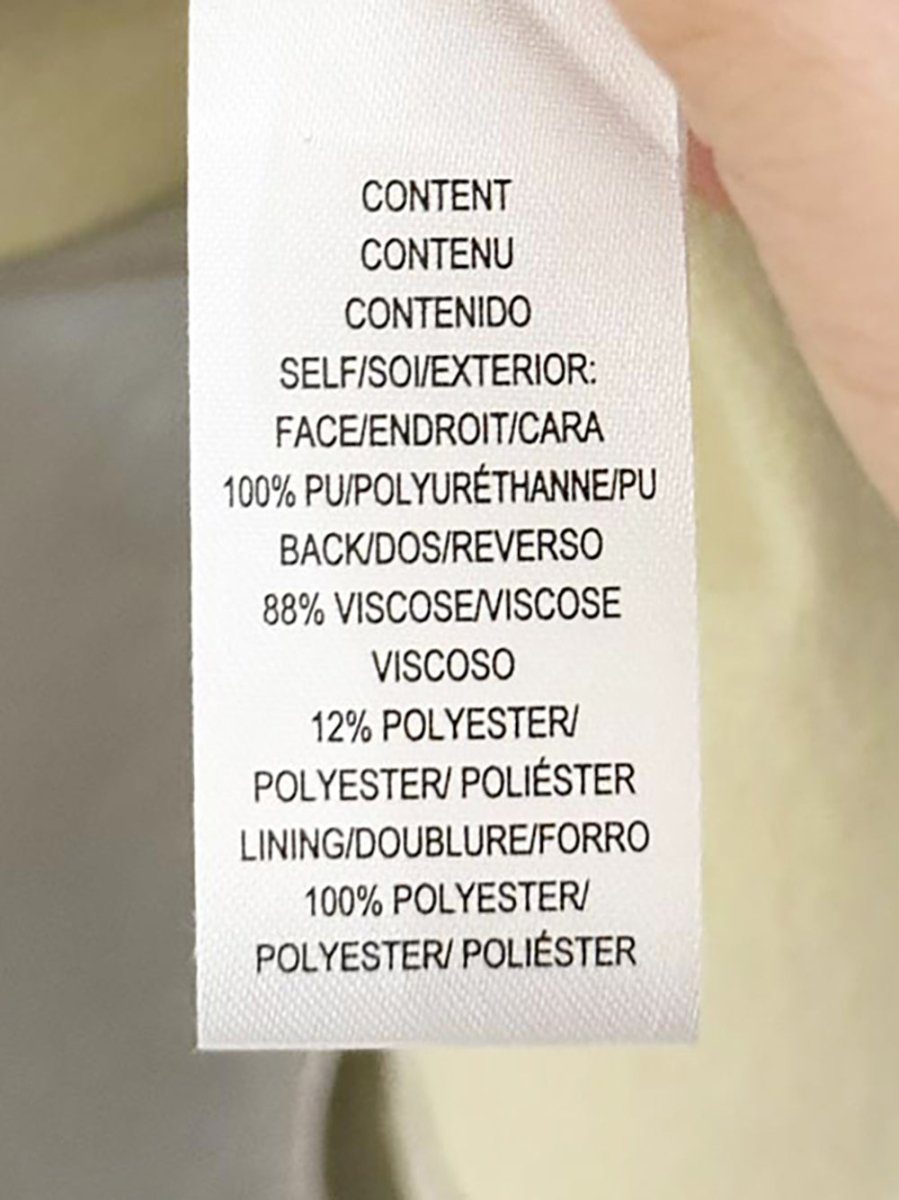 CONTENT
CONTENU
CONTENIDO
SELF/SOI/EXTERIOR:
FACE/ENDROIT/CARA
100% PU/POLYURÉTHANNE/PU
BACK/DOS/REVERSO
88% VISCOSE/VISCOSE
VISCOSO
12% POLYESTER/
POLYESTER/ POLIÉSTER
LINING/DOUBLURE/FORRO
100% POLYESTER/
POLYESTER/ POLIÉSTER